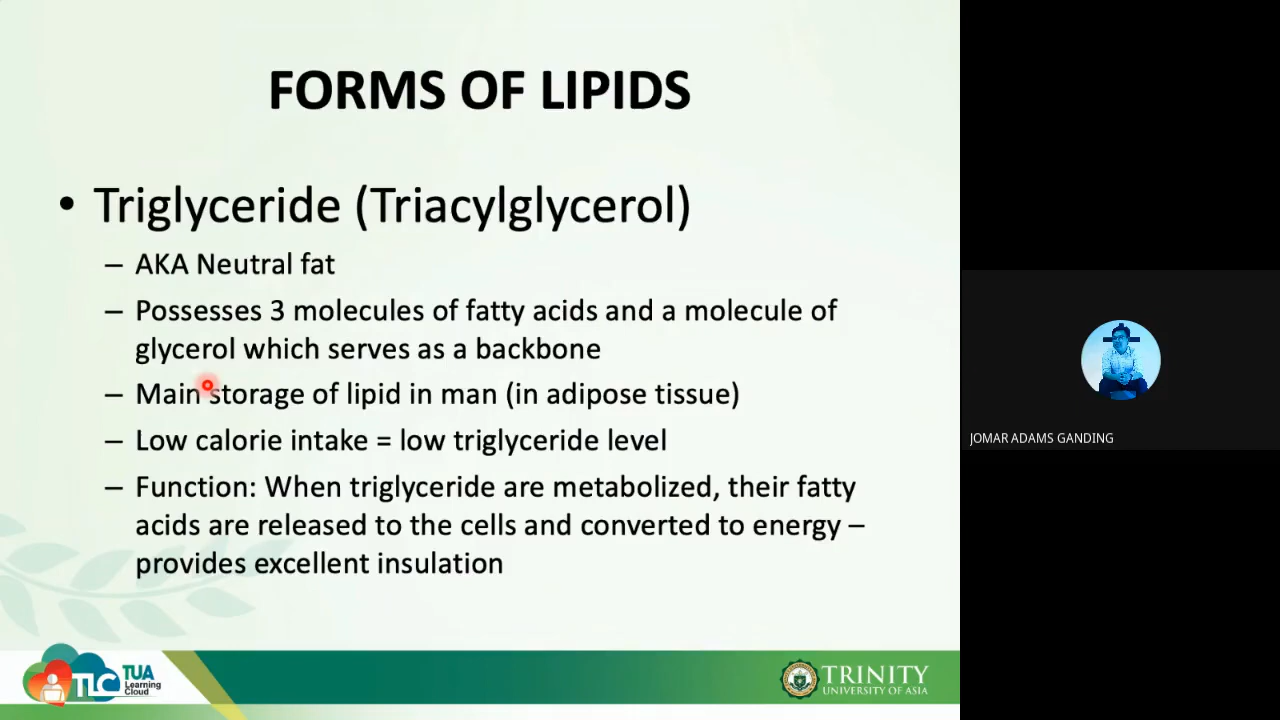 FORMS OF LIPIDS
• Triglyceride (Triacylglycerol)
– AKA Neutral fat
– Possesses 3 molecules of fatty acids and a molecule of
glycerol which serves as a backbone
– Main storage of lipid in man (in adipose tissue)
– Low calorie intake = low triglyceride level
– Function: When triglyceride are metabolized, their fatty
acids are released to the cells and converted to energy –
provides excellent insulation
JOMAR ADAMS GANDING
TLC
TUA
Learning
Cloud
TRINITY
UNIVERSITY OF ASIA